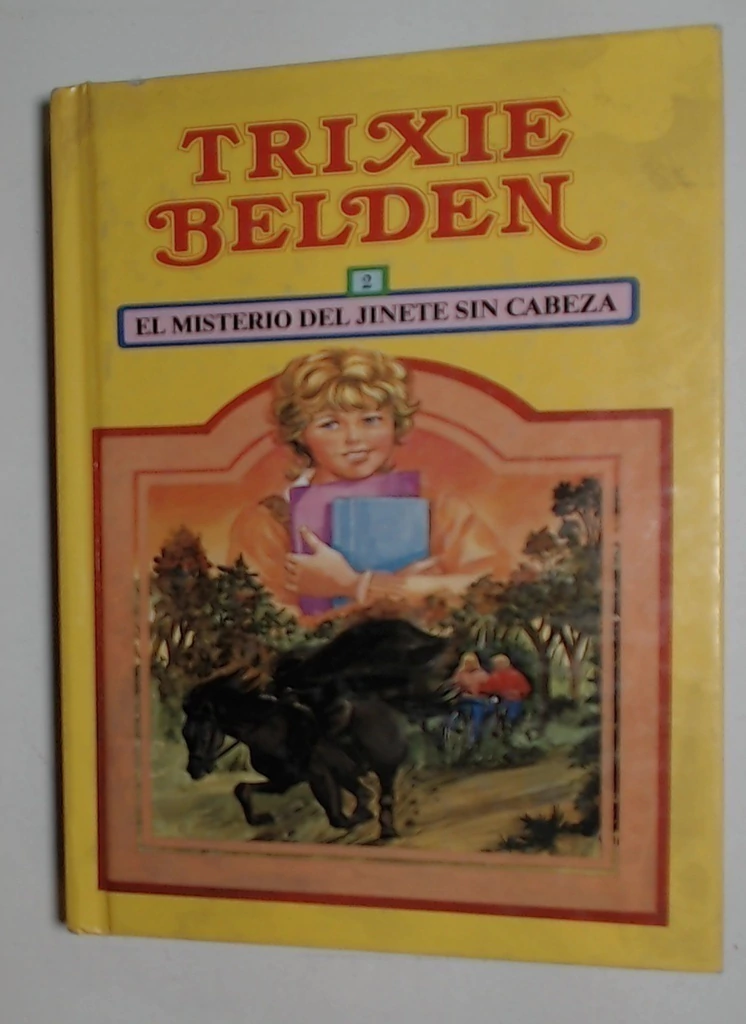 TRIXIE
BELDEN
2
EL MISTERIO DEL JINETE SIN CABEZA